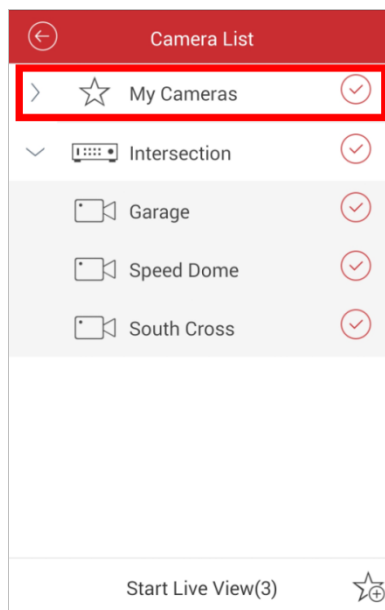 Camera List
My Cameras
Intersection
Garage
Speed Dome
South Cross
Start Live View(3)